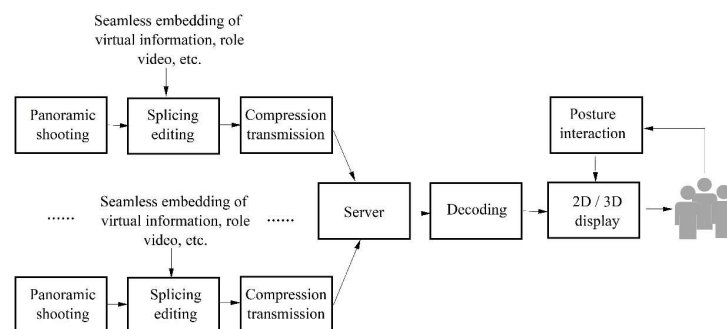 Seamless embedding of
virtual information, role
video, etc.
Panoramic
shooting
Splicing
editing
Compression
transmission
Posture
interaction
......
Seamless embedding of
virtual information, role
video, etc.
......
Server
Decoding
2D / 3D
display
Panoramic
shooting
Splicing
editing
Compression
transmission